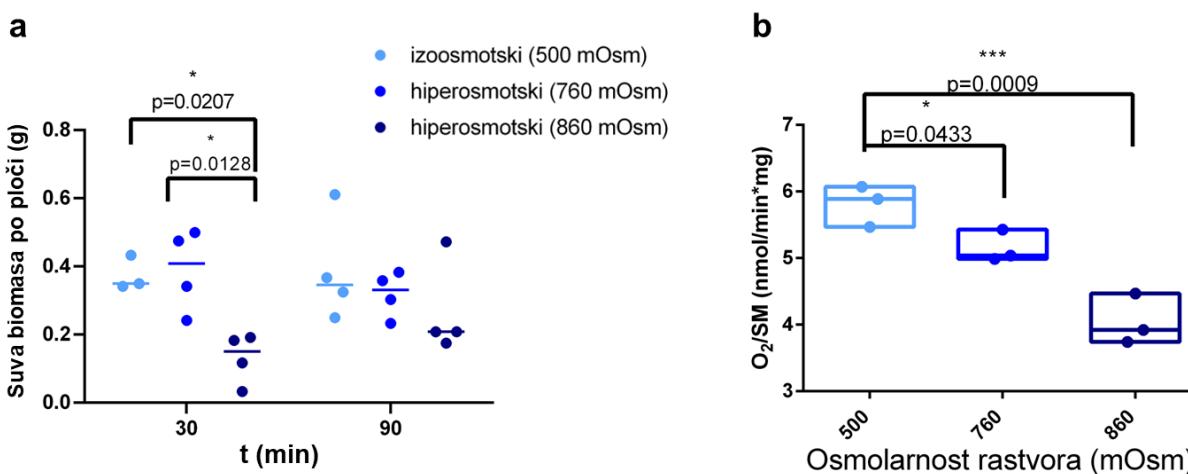 a
izoosmotski (500 mOsm)
hiperosmotski (760 mOsm)
hiperosmotski (860 mOsm)
*
p=0.0207
*
p=0.0128
Suva biomasa po ploči (g)
0.8
0.6
0.4
0.2
0.0
30
90
t (min)
b
***
p=0.0009
*
p=0.0433
O₂/SM (nmol/min*mg)
7
6
5
4
3
500
760
860
Osmolarnost rastvora (mOsm)